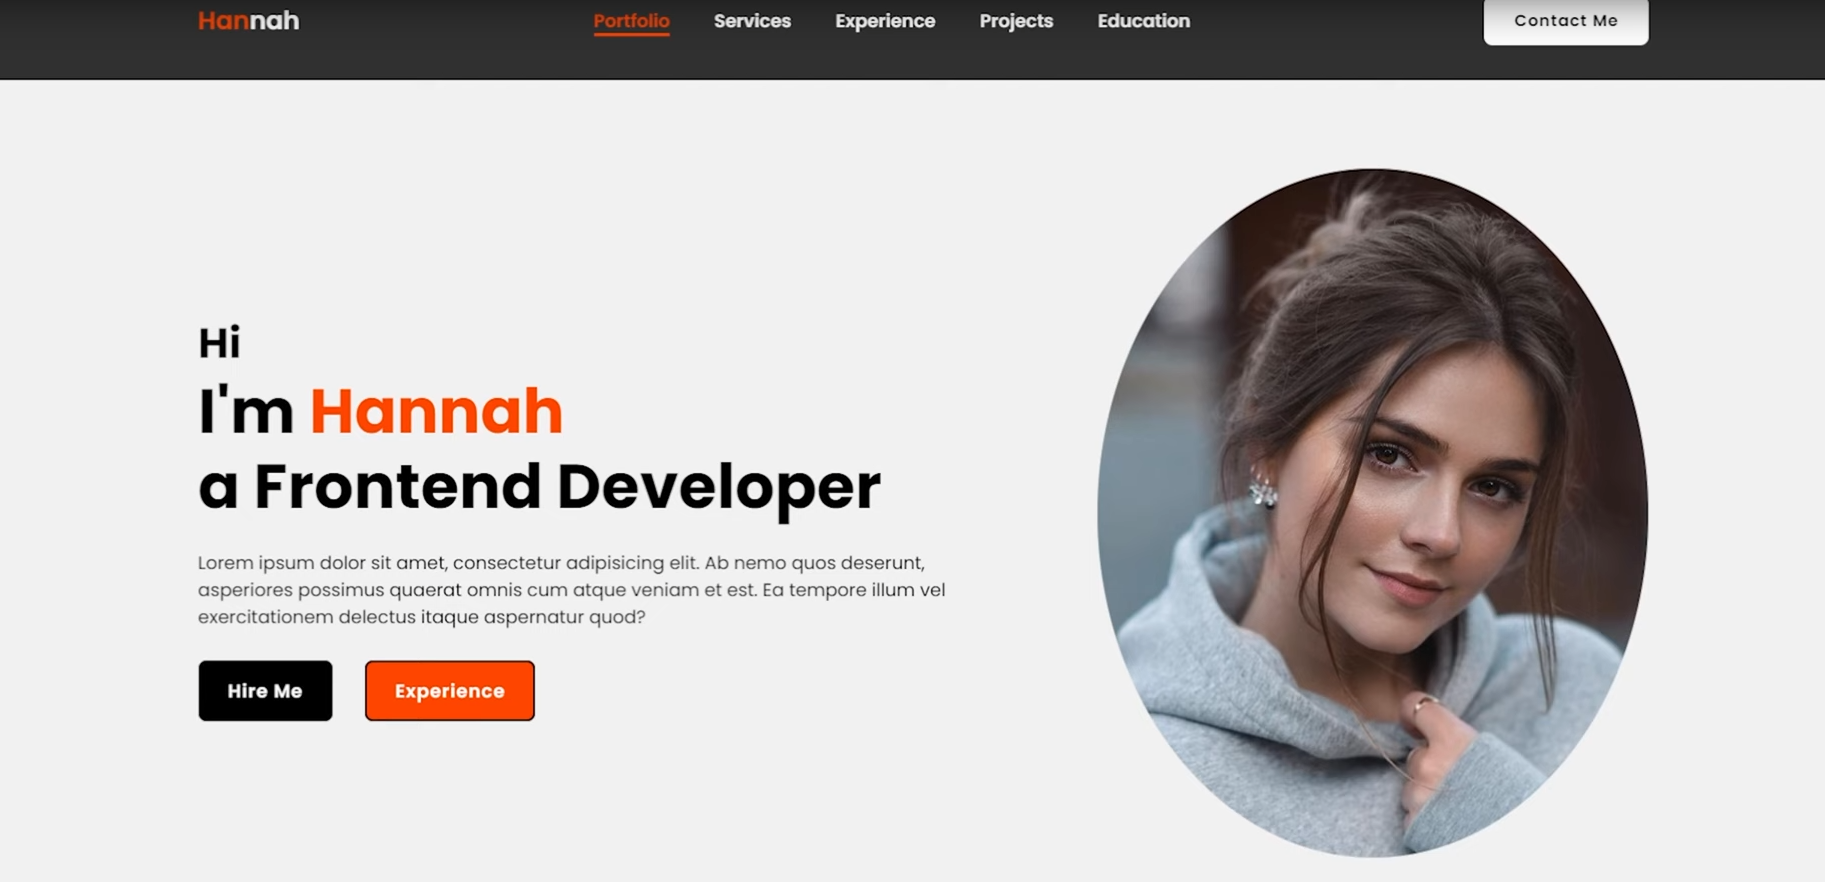 Hannah
Portfolio Services Experience Projects Education
Contact Me
Hi
I'm Hannah
a Frontend Developer
Lorem ipsum dolor sit amet, consectetur adipisicing elit. Ab nemo quos deserunt,
asperiores possimus quaerat omnis cum atque veniam et est. Ea tempore illum vel
exercitationem delectus itaque aspernatur quod?
Hire Me
Experience